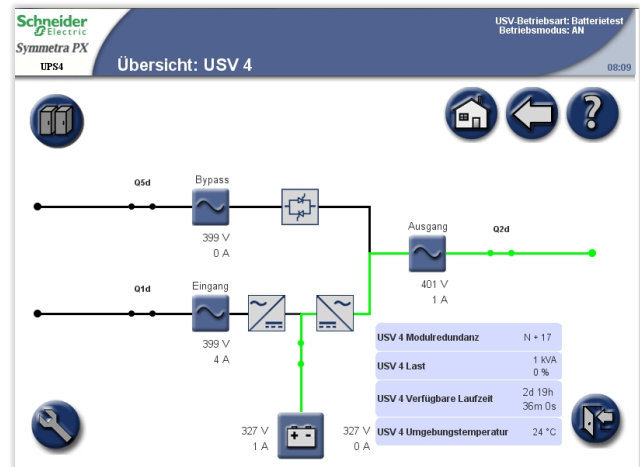 Schneider
Electric
Symmetra PX
UPS4
Übersicht: USV 4
USV-Betriebsart: Batterietest
Betriebsmodus: AN
08:09
Q5d
Bypass
399 V
0 A
Ausgang
Q2d
401 V
1 A
Q1d
Eingang
399 V
4 A
USV 4 Modulredundanz N + 17
USV 4 Last 1 kVA
0 %
USV 4 Verfügbare Laufzeit 2d 19h
36m 0s
USV 4 Umgebungstemperatur 24 °C
327 V
1 A
327 V
0 A